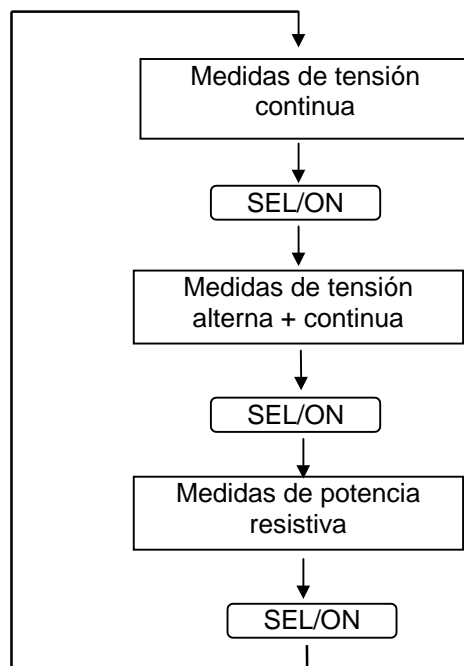 Medidas de tensión
continua
SEL/ON
Medidas de tensión
alterna + continua
SEL/ON
Medidas de potencia
resistiva
SEL/ON